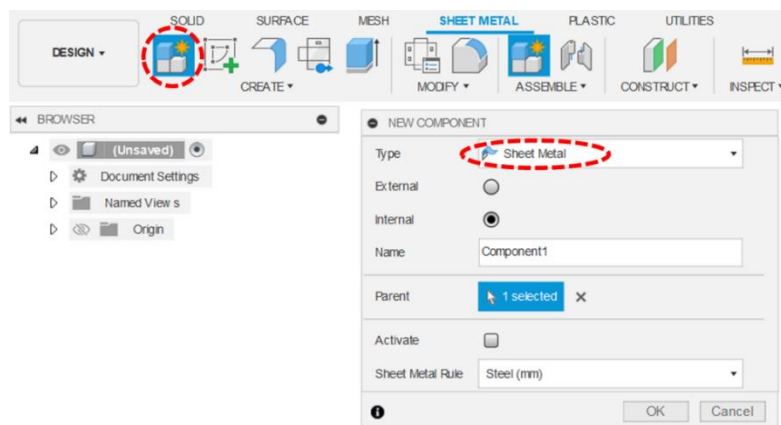 SOLID SURFACE MESH SHEET METAL PLASTIC UTILITIES
DESIGN
CREATE MODIFY ASSEMBLE CONSTRUCT INSPECT
BROWSER
(Unsaved)
Document Settings
Named View s
Origin
NEW COMPONENT
Type Sheet Metal
External
Internal
Name Component1
Parent 1 selected
Activate
Sheet Metal Rule Steel (mm)
OK Cancel